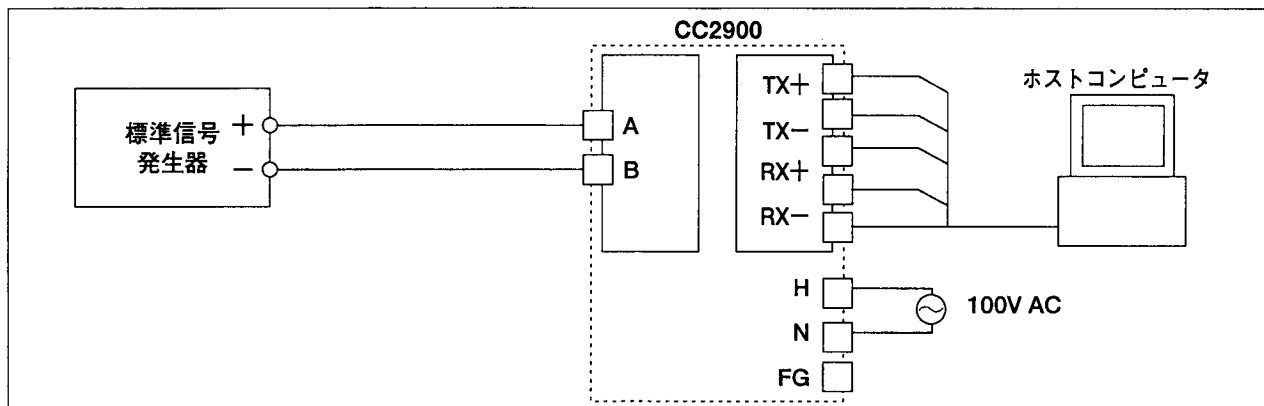 CC2900
標準信号
発生器
+
−
A
B
TX+
TX−
RX+
RX−
ホストコンピュータ
H
N
FG
100V AC